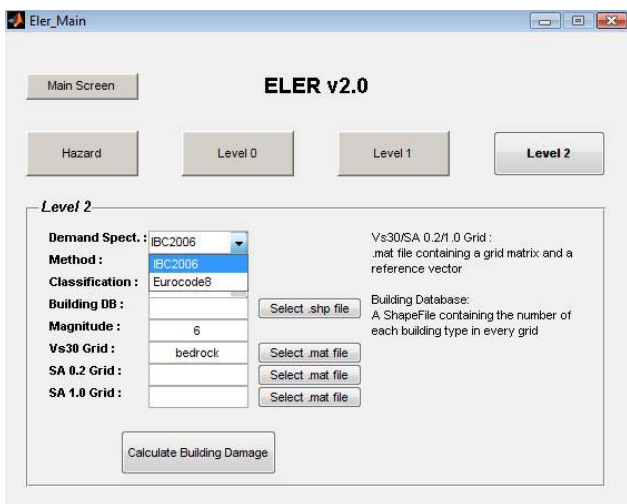 Eler_Main
Main Screen
ELER v2.0
Hazard
Level 0
Level 1
Level 2
Level 2
Demand Spect. :
IBC2006
Method :
IBC2006
Classification :
Eurocode8
Building DB :
Select .shp file
Magnitude :
6
Vs30 Grid :
bedrock
Select .mat file
SA 0.2 Grid :
Select .mat file
SA 1.0 Grid :
Select .mat file
Vs30/SA 0.2/1.0 Grid :
.mat file containing a grid matrix and a
reference vector
Building Database:
A ShapeFile containing the number of
each building type in every grid
Calculate Building Damage